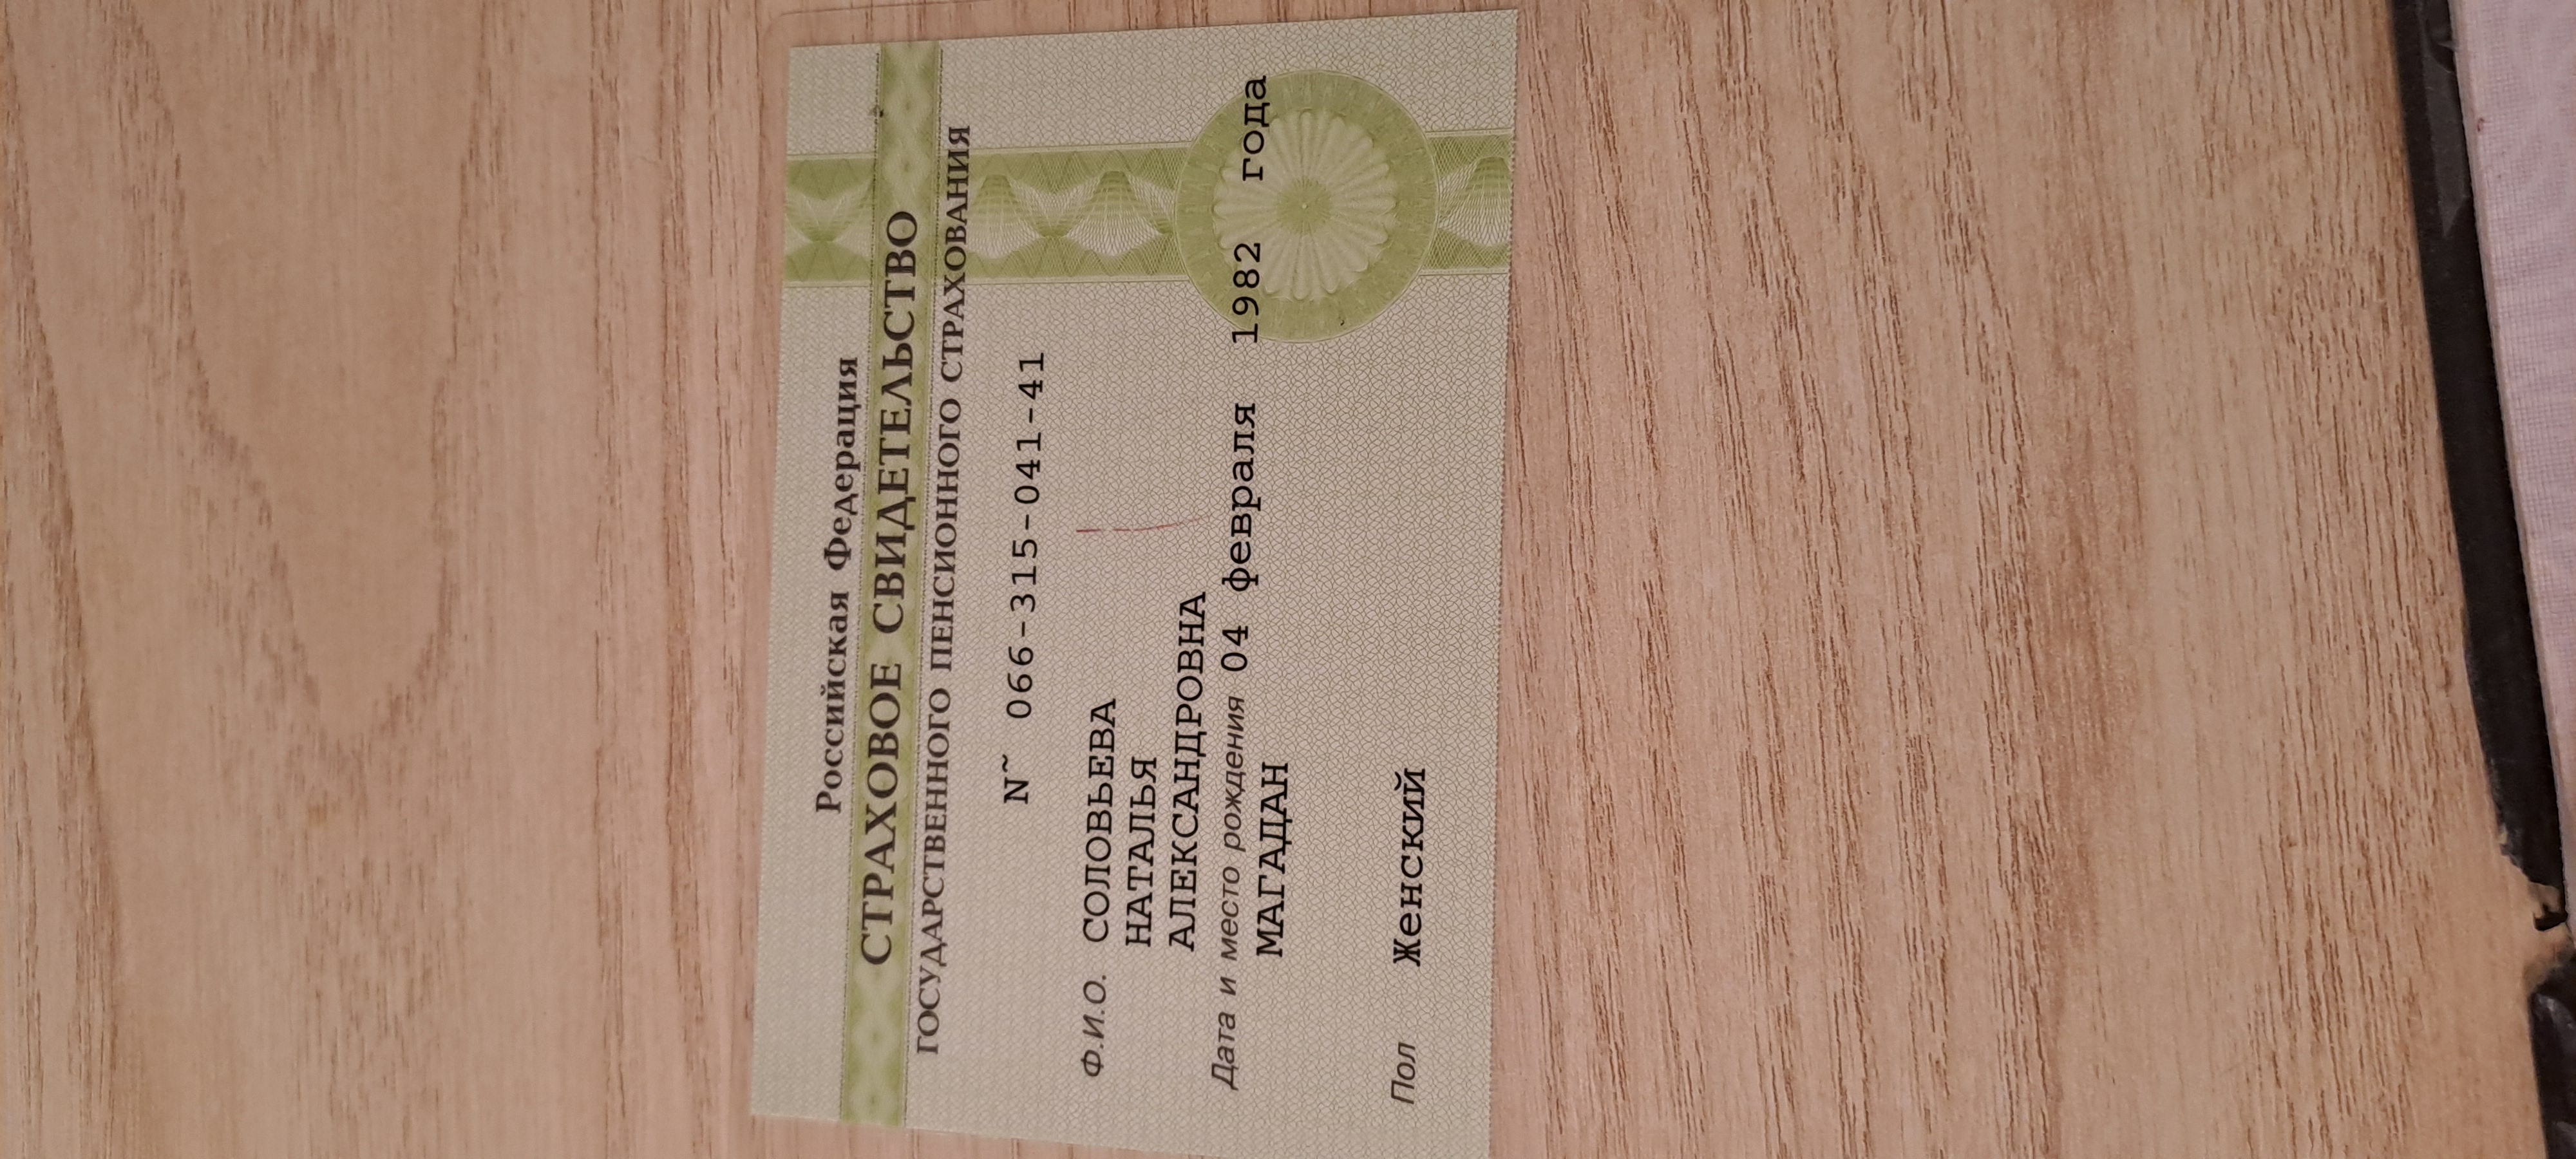 Российская Федерация
СТРАХОВОЕ СВИДЕТЕЛЬСТВО
ГОСУДАРСТВЕННОГО ПЕНСИОННОГО СТРАХОВАНИЯ
N~ 066-315-041-41
Ф.И.О. СОЛОВЬЕВА
НАТАЛЬЯ
АЛЕКСАНДРОВНА
Дата и место рождения 04 февраля 1982 года
МАГАДАН
Пол Женский